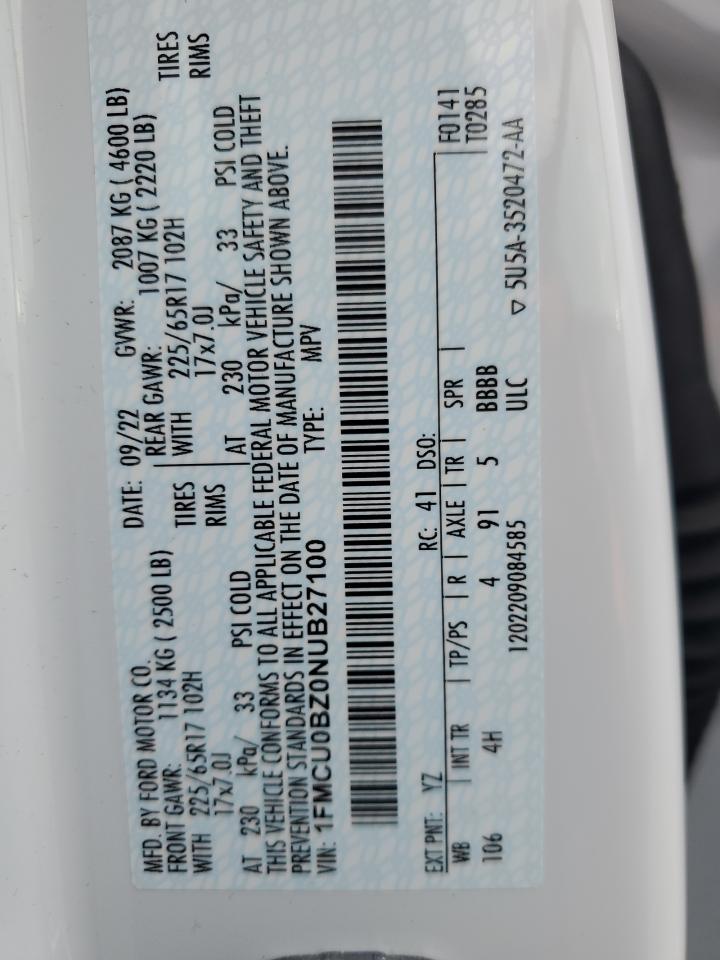 MFD. BY FORD MOTOR CO. DATE: 09/22 GVWR: 2087 KG ( 4600 LB)
FRONT GAWR: 1134 KG ( 2500 LB) REAR GAWR: 1007 KG ( 2220 LB)
WITH 225/65R17 102H TIRES WITH 225/65R17 102H TIRES
17x7.0J RIMS 17x7.0J RIMS
AT 230 kPa/ 33 PSI COLD AT 230 kPa/ 33 PSI COLD
THIS VEHICLE CONFORMS TO ALL APPLICABLE FEDERAL MOTOR VEHICLE SAFETY AND THEFT
PREVENTION STANDARDS IN EFFECT ON THE DATE OF MANUFACTURE SHOWN ABOVE.
VIN: 1FMCU0BZ0NUB27100 TYPE: MPV
EXT PNT: YZ RC: 41 DSO: F0141
WB INT TR TP/PS R AXLE TR SPR T0285
106 4H 4 91 5 BBBB
1202209084585 ULC ▽ 5U5A-3520472-AA